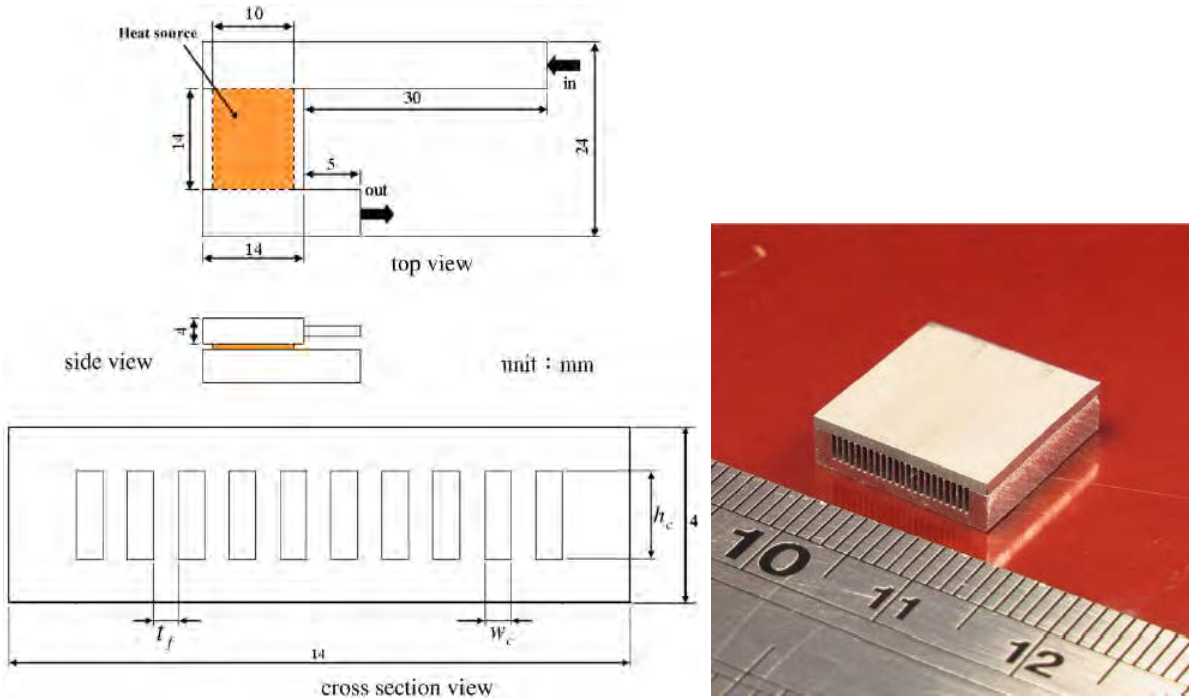 10
Heat source
in
30
14
24
5
out
14
top view
4
side view
unit : mm
h_c
4
t_f
w_c
14
cross section view
10
11
12